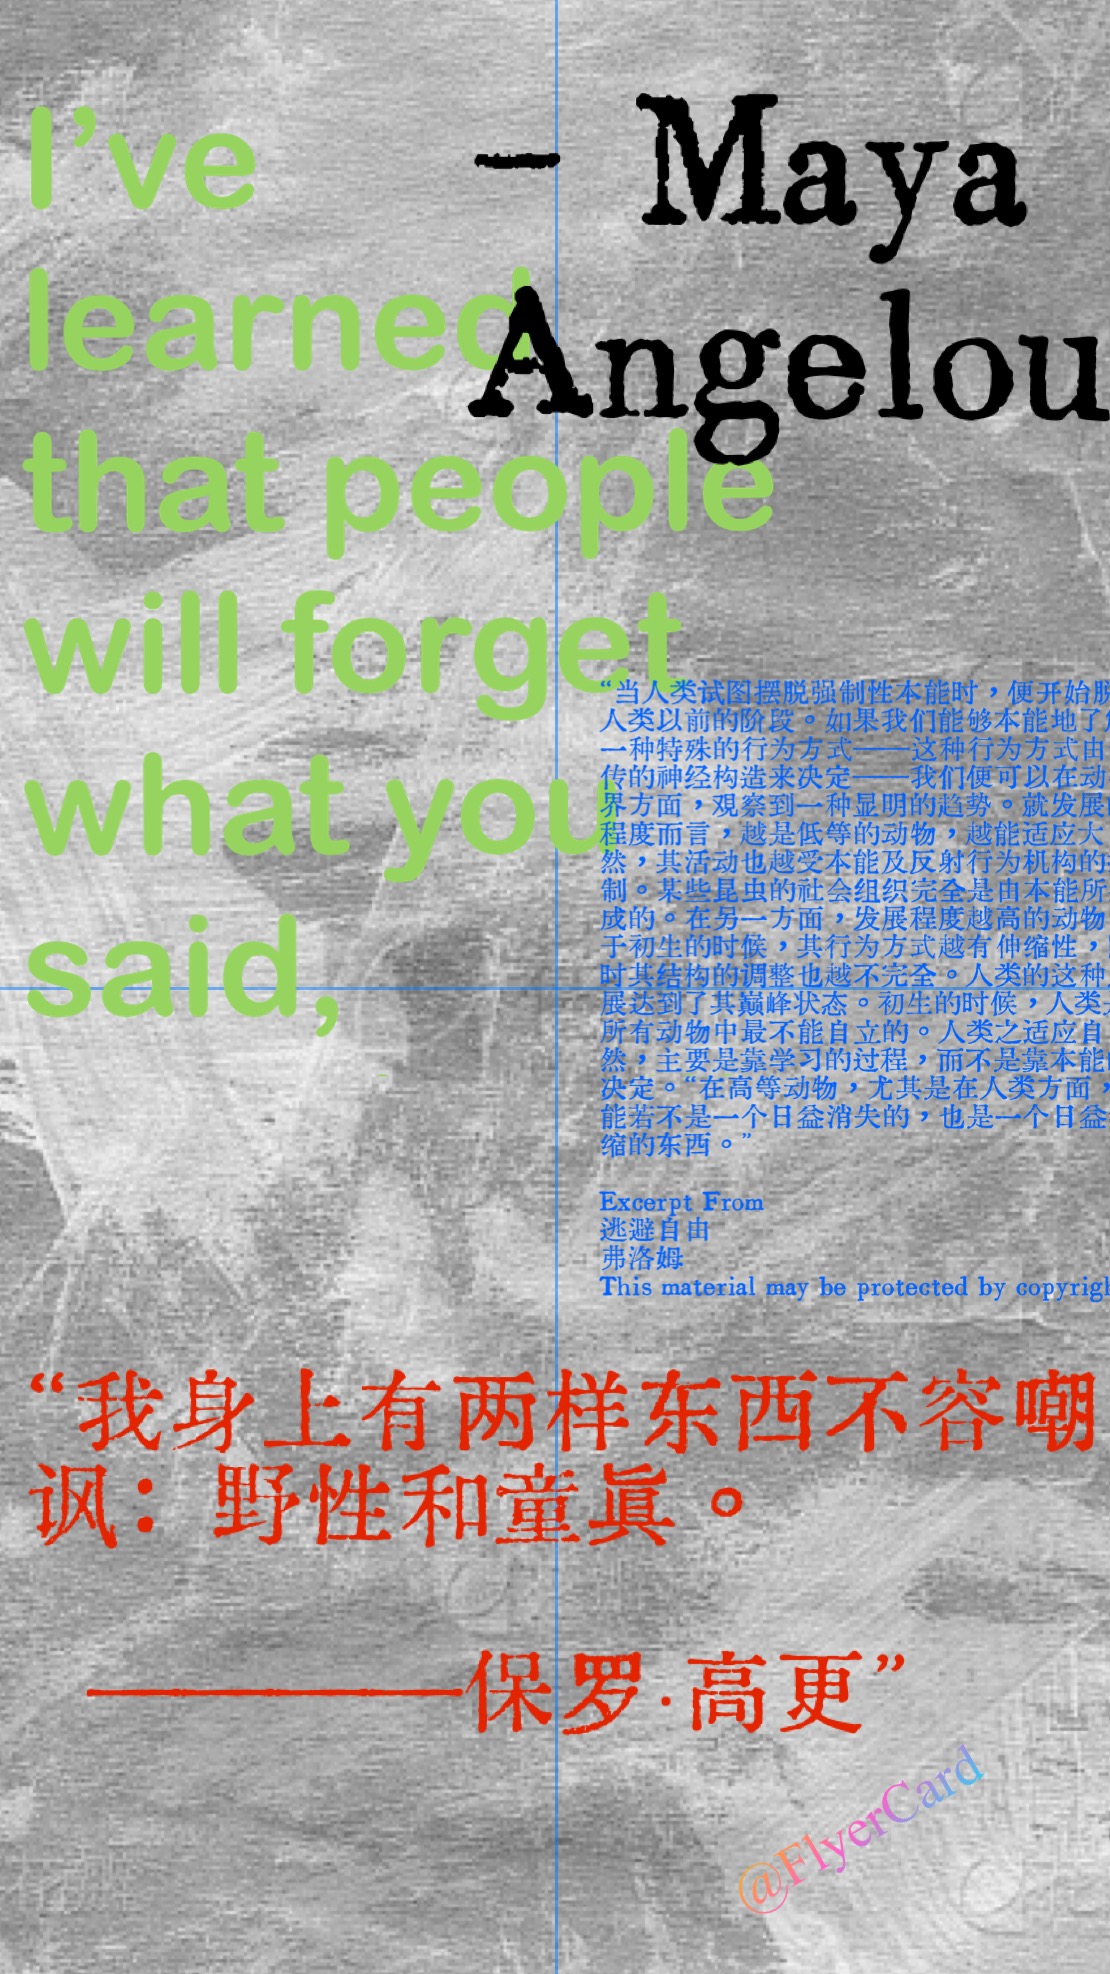 I’ve
learned
that people
will forget
what you
said,
— Maya
Angelou
“当人类试图摆脱强制性本能时，便开始脱
人类以前的阶段。如果我们能够本能地了
一种特殊的行为方式——这种行为方式由
传的神经构造来决定——我们便可以在动
界方面，观察到一种显明的趋势。就发展
程度而言，越是低等的动物，越能适应大
然，其活动也越受本能及反射行为机构的
制。某些昆虫的社会组织完全是由本能所
成的。在另一方面，发展程度越高的动物
于初生的时候，其行为方式越有伸缩性，
时其结构的调整也越不完全。人类的这种
展达到了其巅峰状态。初生的时候，人类
所有动物中最不能自立的。人类之适应自
然，主要是靠学习的过程，而不是靠本能
决定。“在高等动物，尤其是在人类方面，
能若不是一个日益消失的，也是一个日益
缩的东西。”
Excerpt From
逃避自由
弗洛姆
This material may be protected by copyrigh
“我身上有两样东西不容嘲
讽：野性和童真。
————保罗·高更”
@FlyerCard